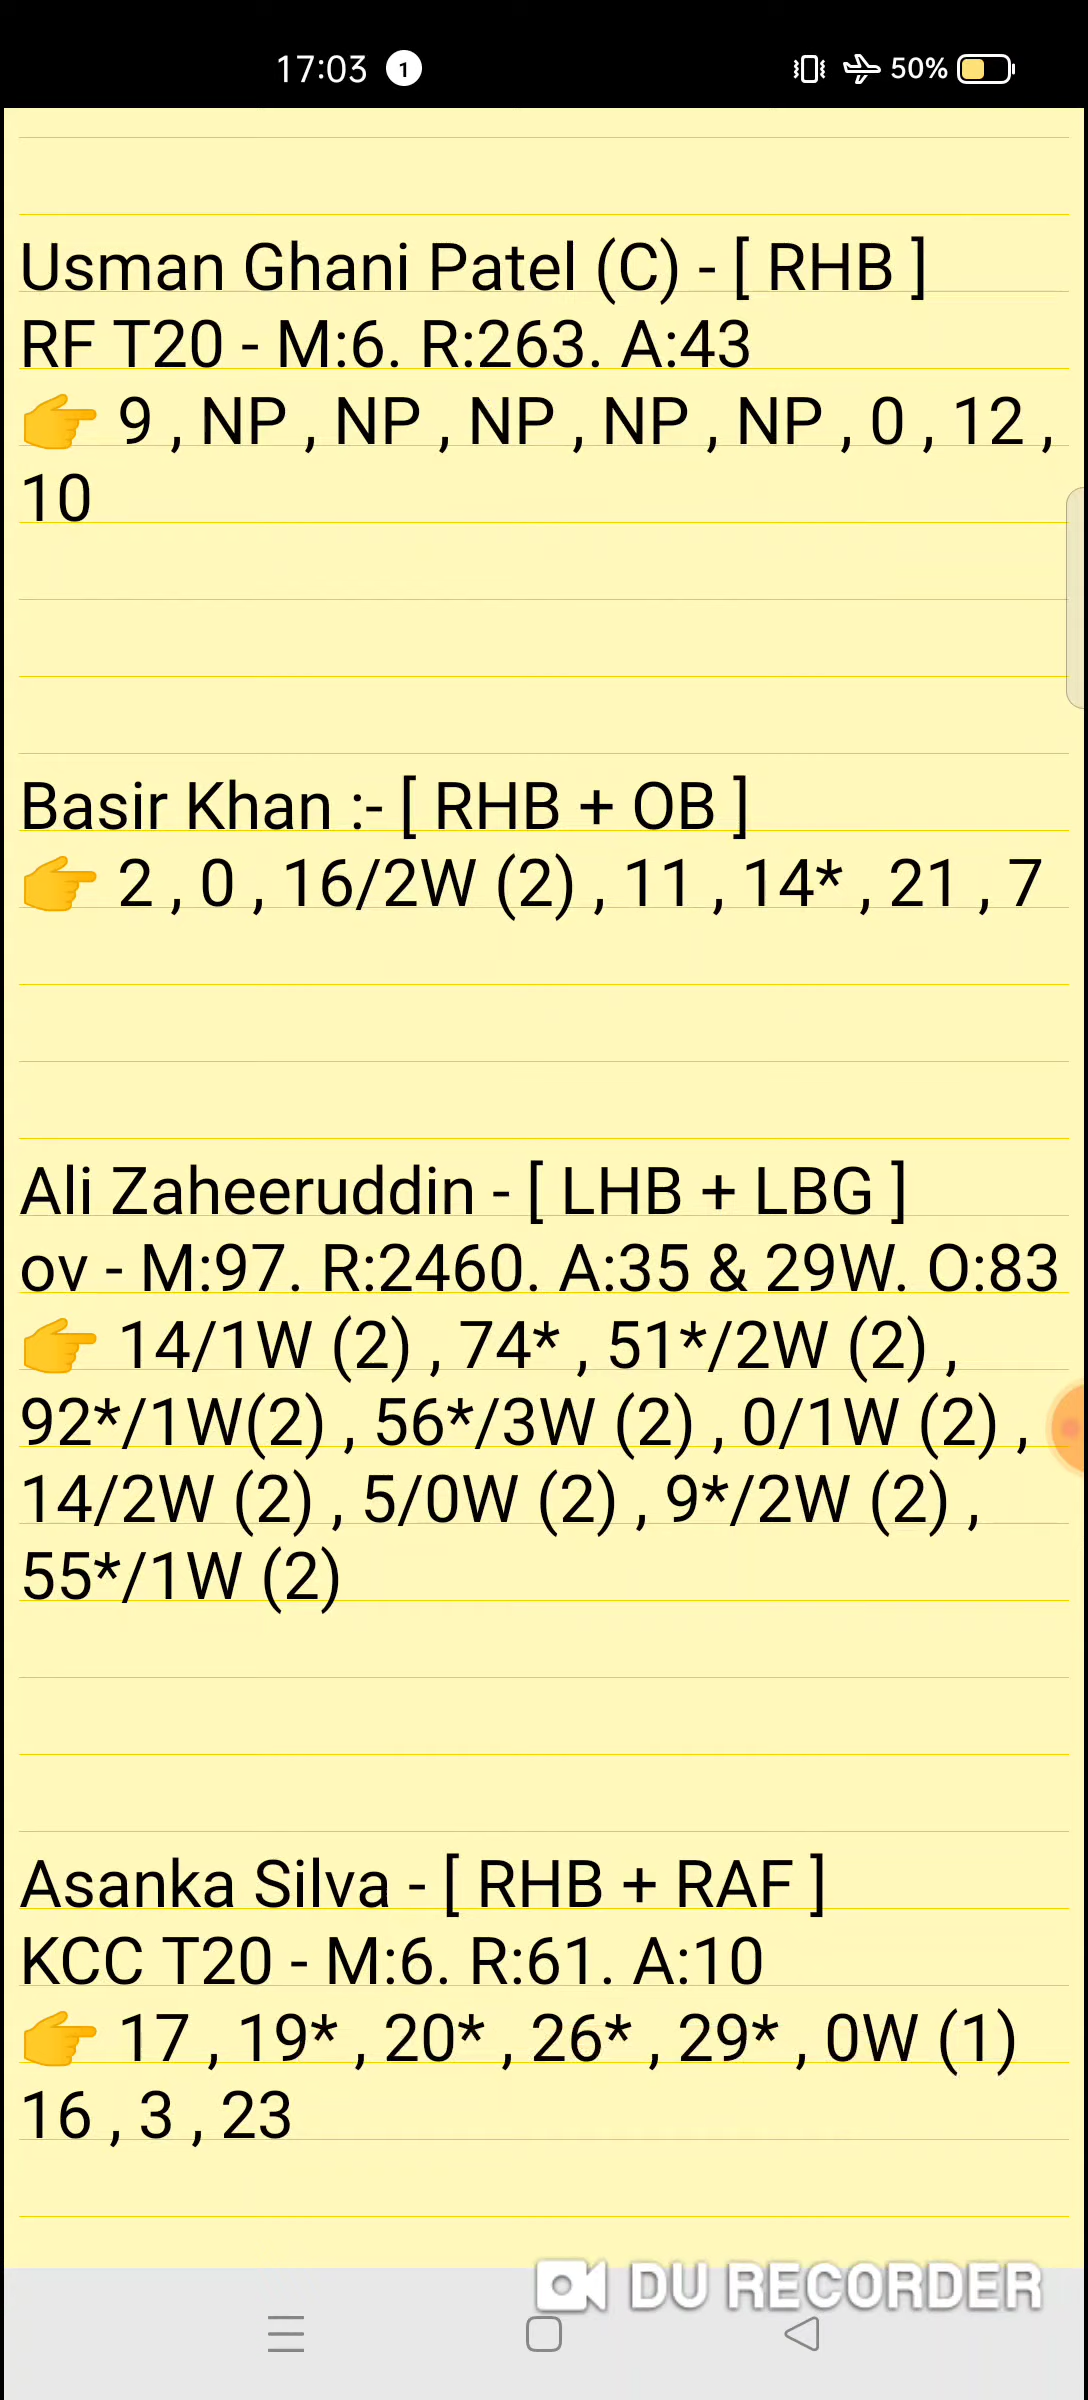 17:03 1 50%
Usman Ghani Patel (C) - [ RHB ]
RF T20 - M:6. R:263. A:43
👉 9 , NP , NP , NP , NP , NP , 0 , 12 ,
10
Basir Khan :- [ RHB + OB ]
👉 2 , 0 , 16/2W (2) , 11 , 14* , 21 , 7
Ali Zaheeruddin - [ LHB + LBG ]
ov - M:97. R:2460. A:35 & 29W. O:83
👉 14/1W (2) , 74* , 51*/2W (2) ,
92*/1W(2) , 56*/3W (2) , 0/1W (2) ,
14/2W (2) , 5/0W (2) , 9*/2W (2) ,
55*/1W (2)
Asanka Silva - [ RHB + RAF ]
KCC T20 - M:6. R:61. A:10
👉 17 , 19* , 20* , 26* , 29* , 0W (1)
16 , 3 , 23
DU RECORDER